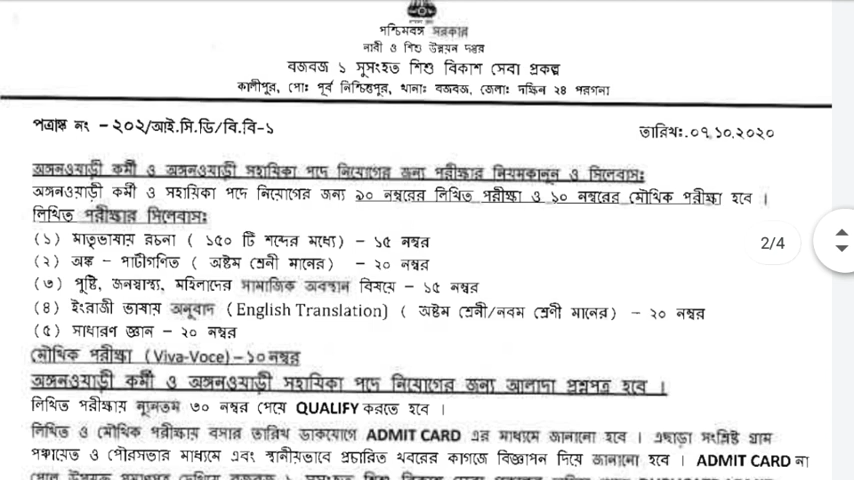 পশ্চিমবঙ্গ সরকার
নারী ও শিশু উন্নয়ন দপ্তর
বজবজ ১ সুসংহত শিশু বিকাশ সেবা প্রকল্প
কালীপুর, পোঃ পূর্ব নিশ্চিন্তপুর, থানাঃ বজবজ, জেলাঃ দক্ষিন ২৪ পরগনা
পত্রাঙ্ক নং -২০২/আই.সি.ডি/বি.বি-১
তারিখঃ.০৭.১০.২০২০
অঙ্গনওয়াড়ী কর্মী ও অঙ্গনওয়াড়ী সহায়িকা পদে নিয়োগের জন্য পরীক্ষার নিয়মকানুন ও সিলেবাসঃ
অঙ্গনওয়াড়ী কর্মী ও সহায়িকা পদে নিয়োগের জন্য ৯০ নম্বরের লিখিত পরীক্ষা ও ১০ নম্বরের মৌখিক পরীক্ষা হবে ।
লিখিত পরীক্ষার সিলেবাসঃ
(১) মাতৃভাষায় রচনা ( ১৫০ টি শব্দের মধ্যে) – ১৫ নম্বর
(২) অঙ্ক – পাটীগণিত ( অষ্টম শ্রেনী মানের) – ২০ নম্বর
(৩) পুষ্টি, জনস্বাস্থ্য, মহিলাদের সামাজিক অবস্থান বিষয়ে – ১৫ নম্বর
(৪) ইংরাজী ভাষায় অনুবাদ (English Translation) ( অষ্টম শ্রেনী/নবম শ্রেণী মানের) – ২০ নম্বর
(৫) সাধারণ জ্ঞান – ২০ নম্বর
মৌখিক পরীক্ষা (Viva-Voce) – ১০ নম্বর
অঙ্গনওয়াড়ী কর্মী ও অঙ্গনওয়াড়ী সহায়িকা পদে নিয়োগের জন্য আলাদা প্রশ্নপত্র হবে ।
লিখিত পরীক্ষায় ন্যূনতম ৩০ নম্বর পেয়ে QUALIFY করতে হবে ।
লিখিত ও মৌখিক পরীক্ষায় বসার তারিখ ডাকযোগে ADMIT CARD এর মাধ্যমে জানানো হবে । এছাড়া সংশ্লিষ্ট গ্রাম
পঞ্চায়েত ও পৌরসভার মাধ্যমে এবং স্থানীয়ভাবে প্রচারিত খবরের কাগজে বিজ্ঞাপন দিয়ে জানানো হবে । ADMIT CARD না
2/4